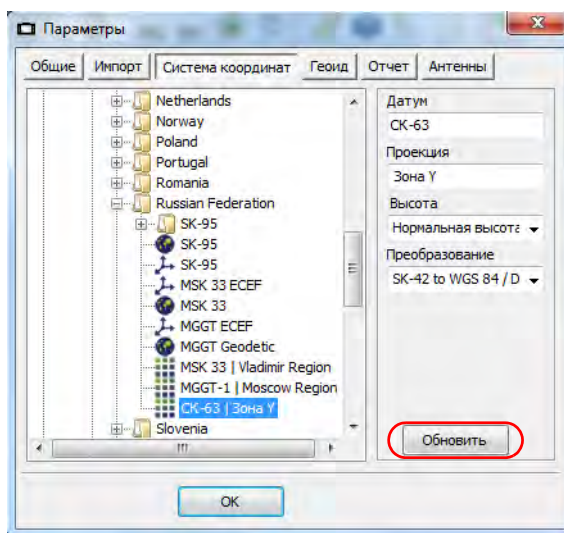 Параметры
Общие Импорт Система координат Геоид Отчет Антенны
Netherlands
Norway
Poland
Portugal
Romania
Russian Federation
SK-95
SK-95
SK-95
MSK 33 ECEF
MSK 33
MGGT ECEF
MGGT Geodetic
MSK 33 | Vladimir Region
MGGT-1 | Moscow Region
СК-63 | Зона Y
Slovenia
Датум
СК-63
Проекция
Зона Y
Высота
Нормальная высота
Преобразование
SK-42 to WGS 84 / D
Обновить
OK